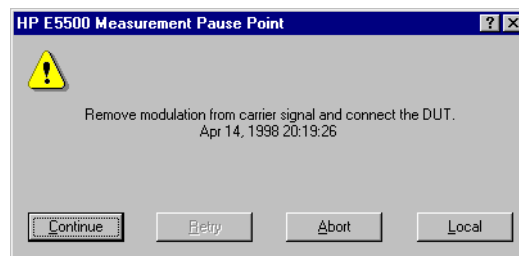 HP E5500 Measurement Pause Point
Remove modulation from carrier signal and connect the DUT.
Apr 14, 1998 20:19:26
Continue
Retry
Abort
Local